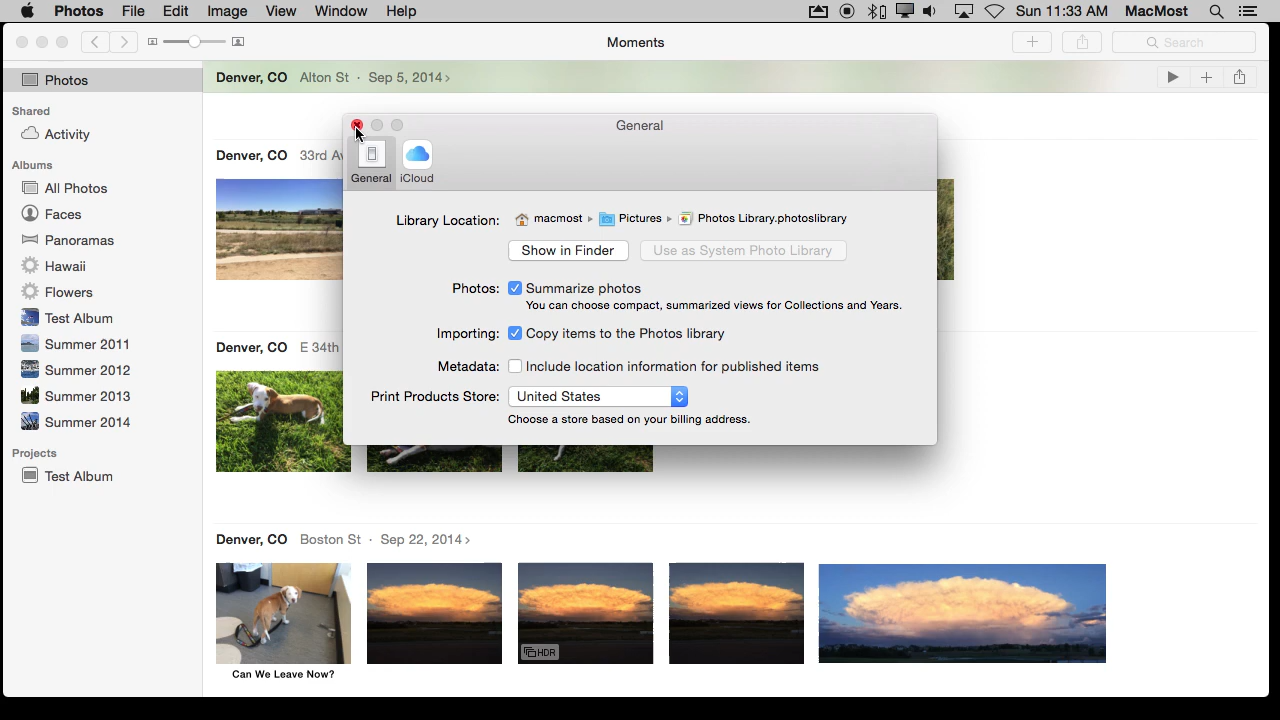 Photos File Edit Image View Window Help Sun 11:33 AM MacMost
Moments
Search
Photos
Shared
Activity
Albums
All Photos
Faces
Panoramas
Hawaii
Flowers
Test Album
Summer 2011
Summer 2012
Summer 2013
Summer 2014
Projects
Test Album
Denver, CO Alton St · Sep 5, 2014 >
Denver, CO 33rd
Denver, CO E 34th
General
General
iCloud
Library Location: macmost ▸ Pictures ▸ Photos Library.photoslibrary
Show in Finder Use as System Photo Library
Photos: Summarize photos
You can choose compact, summarized views for Collections and Years.
Importing: Copy items to the Photos library
Metadata: Include location information for published items
Print Products Store: United States
Choose a store based on your billing address.
Denver, CO Boston St · Sep 22, 2014 >
HDR
Can We Leave Now?